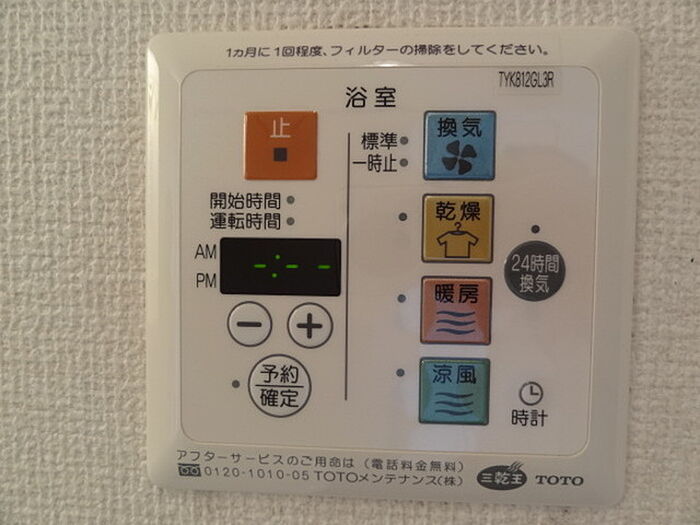 1カ月に1回程度、フィルターの掃除をしてください。
TYK812GL3R
浴室
止
換気
標準
一時止
開始時間
運転時間
乾燥
AM
PM
-:--
24時間
換気
暖房
予約
確定
涼風
時計
アフターサービスのご用命は(電話料金無料)
0120-1010-05 TOTOメンテナンス(株)
三乾王 TOTO